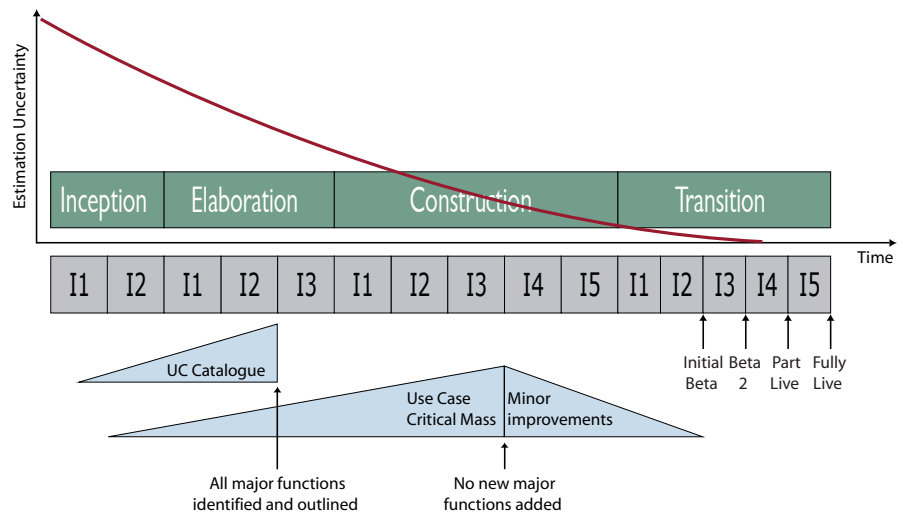 Estimation Uncertainty
Inception Elaboration Construction Transition
Time
I1 I2 I1 I2 I3 I1 I2 I3 I4 I5 I1 I2 I3 I4 I5
Initial Beta Part Fully
Beta 2 Live Live
UC Catalogue
Use Case Minor
Critical Mass improvements
All major functions
identified and outlined
No new major
functions added